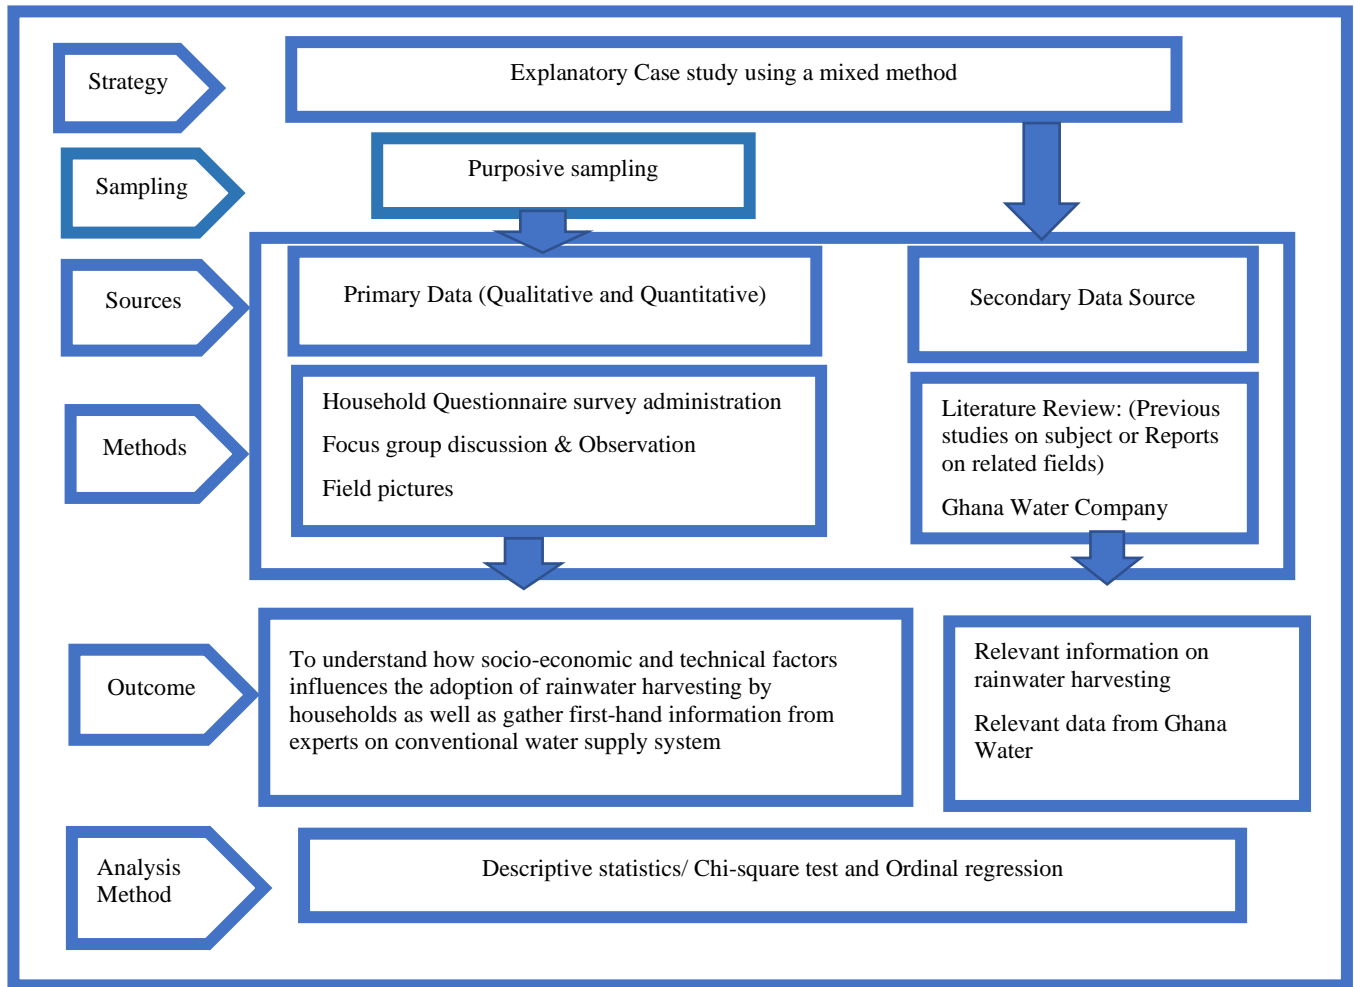 Strategy
Explanatory Case study using a mixed method
Sampling
Purposive sampling
Sources
Primary Data (Qualitative and Quantitative)
Secondary Data Source
Methods
Household Questionnaire survey administration
Focus group discussion & Observation
Field pictures
Literature Review: (Previous
studies on subject or Reports
on related fields)
Ghana Water Company
Outcome
To understand how socio-economic and technical factors
influences the adoption of rainwater harvesting by
households as well as gather first-hand information from
experts on conventional water supply system
Relevant information on
rainwater harvesting
Relevant data from Ghana
Water
Analysis
Method
Descriptive statistics/ Chi-square test and Ordinal regression